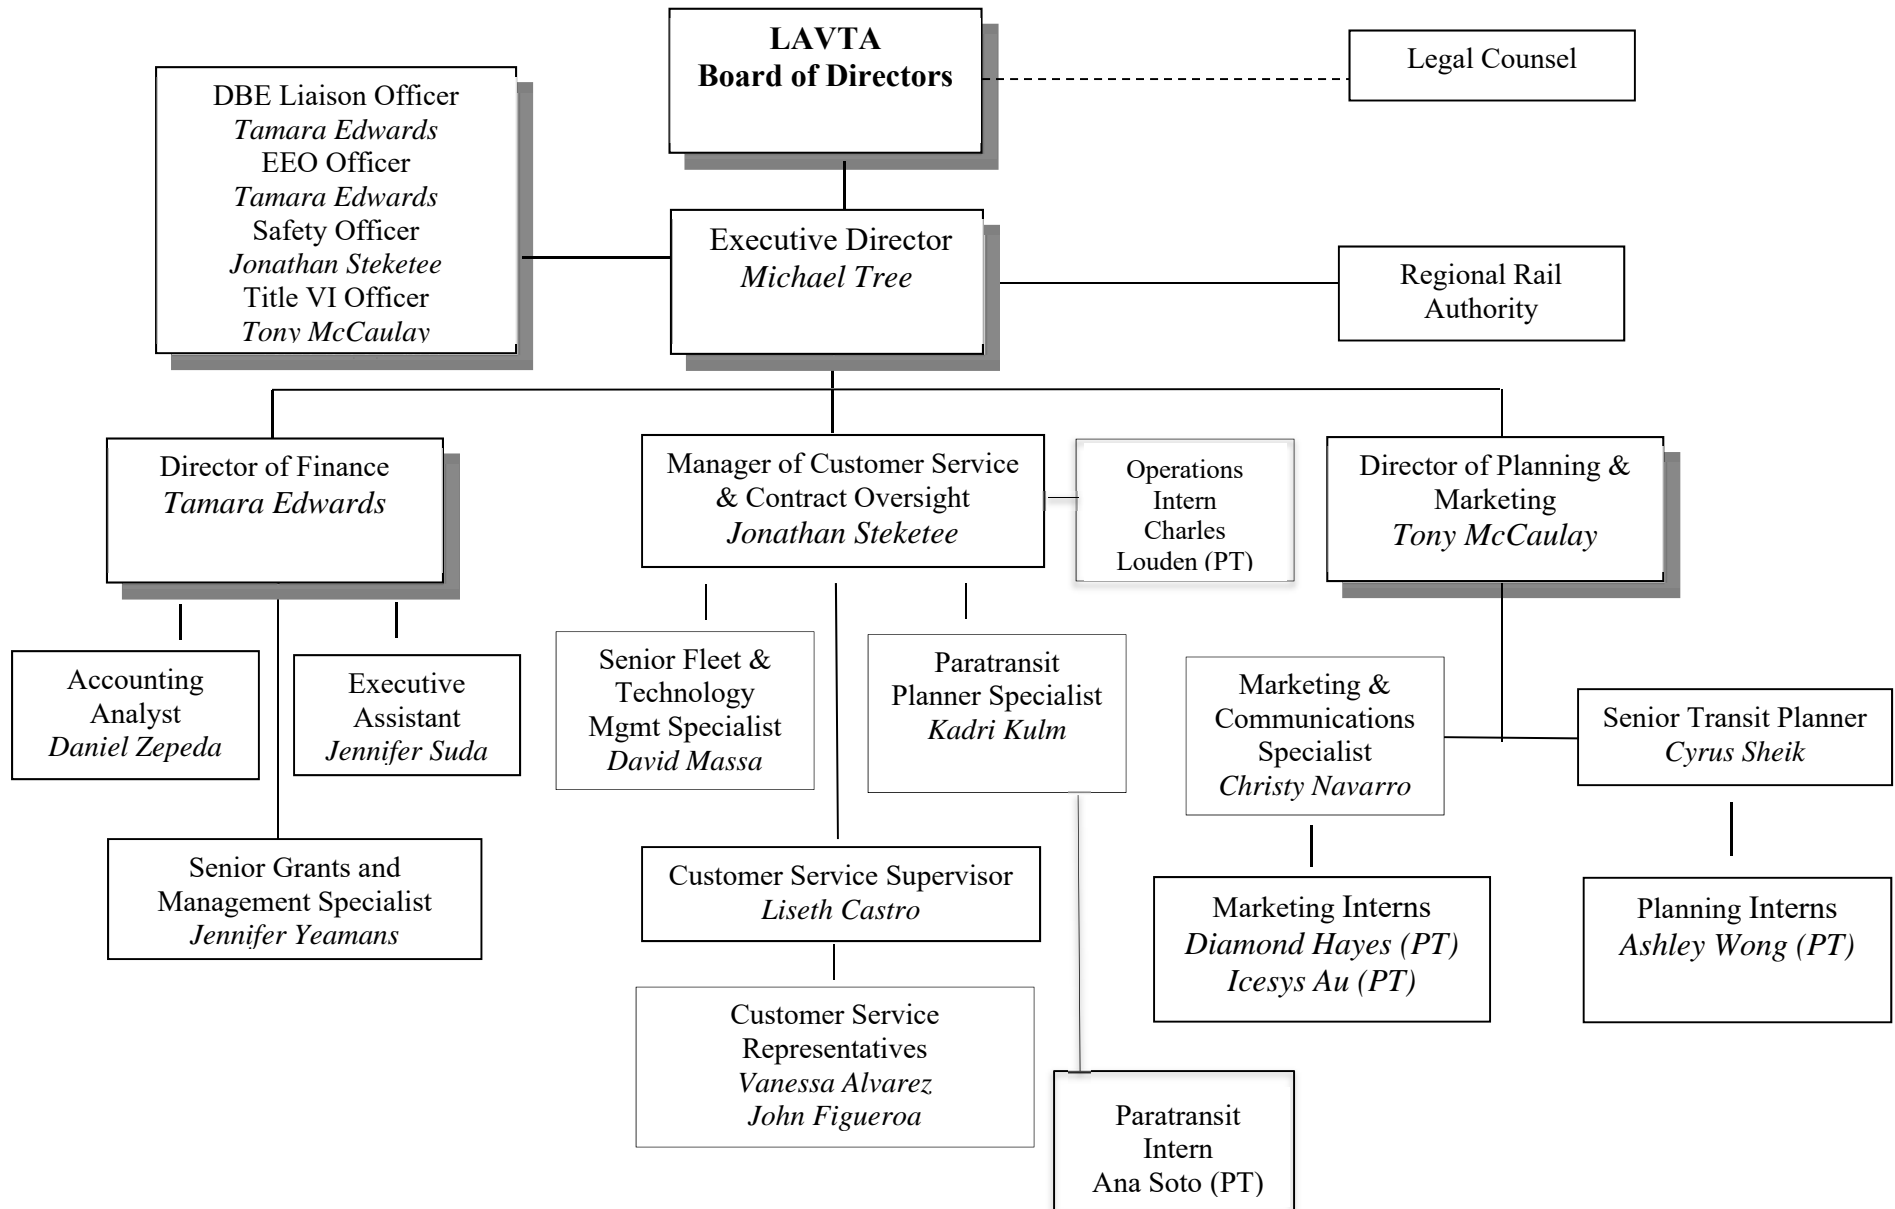 LAVTA
Board of Directors
Legal Counsel
DBE Liaison Officer
Tamara Edwards
EEO Officer
Tamara Edwards
Safety Officer
Jonathan Steketee
Title VI Officer
Tony McCaulay
Executive Director
Michael Tree
Regional Rail
Authority
Director of Finance
Tamara Edwards
Manager of Customer Service
& Contract Oversight
Jonathan Steketee
Operations
Intern
Charles
Louden (PT)
Director of Planning &
Marketing
Tony McCaulay
Accounting
Analyst
Daniel Zepeda
Executive
Assistant
Jennifer Suda
Senior Fleet &
Technology
Mgmt Specialist
David Massa
Paratransit
Planner Specialist
Kadri Kulm
Marketing &
Communications
Specialist
Christy Navarro
Senior Transit Planner
Cyrus Sheik
Senior Grants and
Management Specialist
Jennifer Yeamans
Customer Service Supervisor
Liseth Castro
Marketing Interns
Diamond Hayes (PT)
Icesys Au (PT)
Planning Interns
Ashley Wong (PT)
Customer Service
Representatives
Vanessa Alvarez
John Figueroa
Paratransit
Intern
Ana Soto (PT)